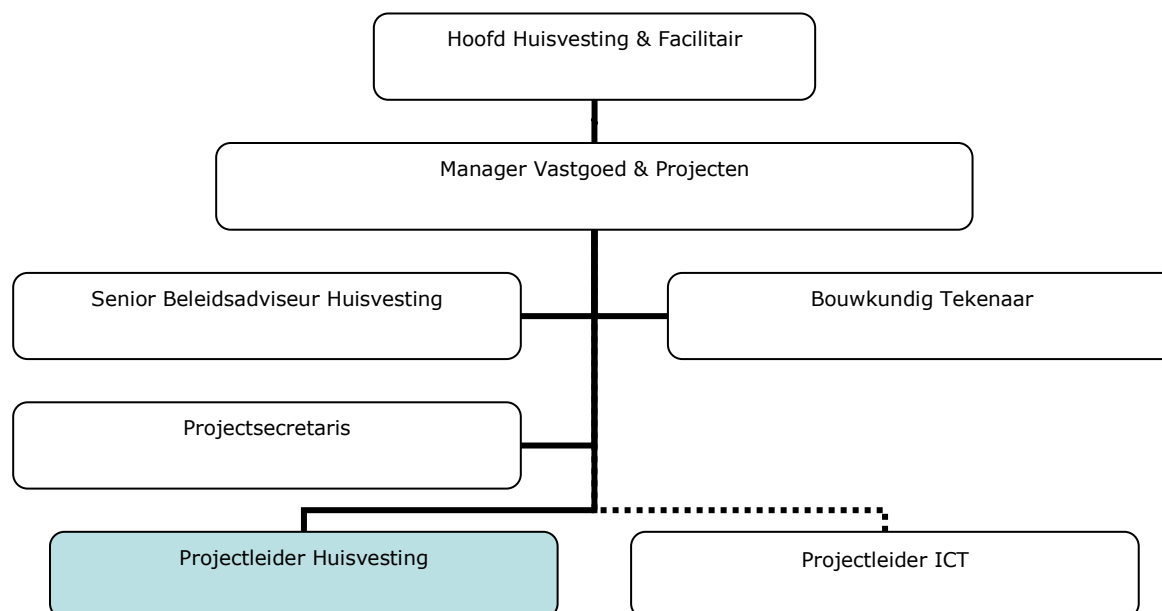 Hoofd Huisvesting & Facilitair
Manager Vastgoed & Projecten
Senior Beleidsadviseur Huisvesting
Bouwkundig Tekenaar
Projectsecretaris
Projectleider Huisvesting
Projectleider ICT